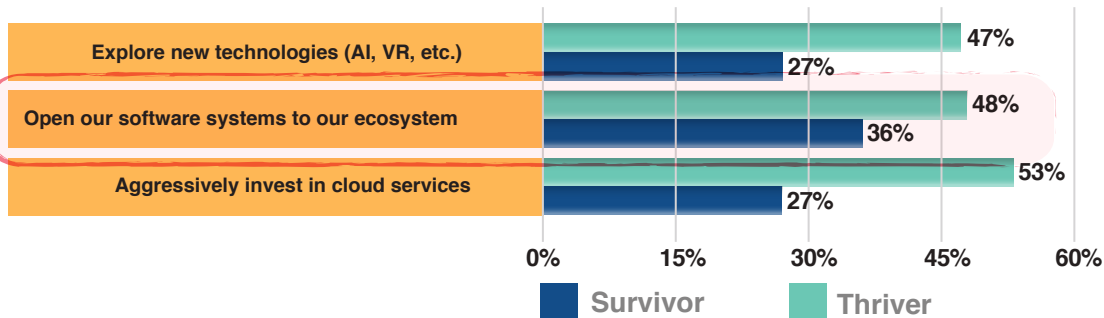 Explore new technologies (AI, VR, etc.)
47%
27%
Open our software systems to our ecosystem
48%
36%
Aggressively invest in cloud services
53%
27%
0% 15% 30% 45% 60%
Survivor Thriver